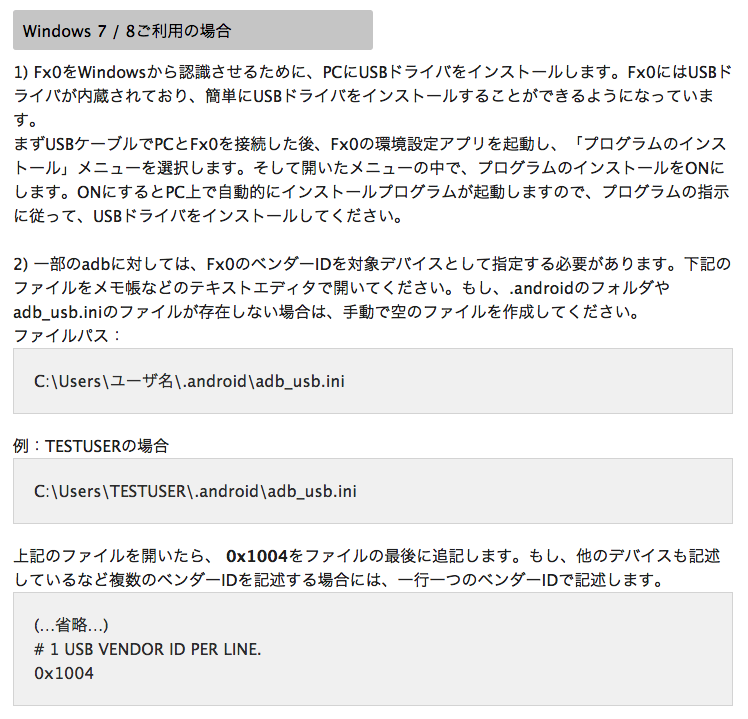 Windows 7 / 8ご利用の場合
1) Fx0をWindowsから認識させるために、PCにUSBドライバをインストールします。Fx0にはUSBド
ライバが内蔵されており、簡単にUSBドライバをインストールすることができるようになっていま
す。
まずUSBケーブルでPCとFx0を接続した後、Fx0の環境設定アプリを起動し、「プログラムのインス
トール」メニューを選択します。そして開いたメニューの中で、プログラムのインストールをONに
します。ONにするとPC上で自動的にインストールプログラムが起動しますので、プログラムの指示
に従って、USBドライバをインストールしてください。
2) 一部のadbに対しては、Fx0のベンダーIDを対象デバイスとして指定する必要があります。下記の
ファイルをメモ帳などのテキストエディタで開いてください。もし、.androidのフォルダや
adb_usb.iniのファイルが存在しない場合は、手動で空のファイルを作成してください。
ファイルパス：
C:\Users\ユーザ名\.android\adb_usb.ini
例：TESTUSERの場合
C:\Users\TESTUSER\.android\adb_usb.ini
上記のファイルを開いたら、 0x1004をファイルの最後に追記します。もし、他のデバイスも記述
しているなど複数のベンダーIDを記述する場合には、一行一つのベンダーIDで記述します。
(...省略...)
# 1 USB VENDOR ID PER LINE.
0x1004